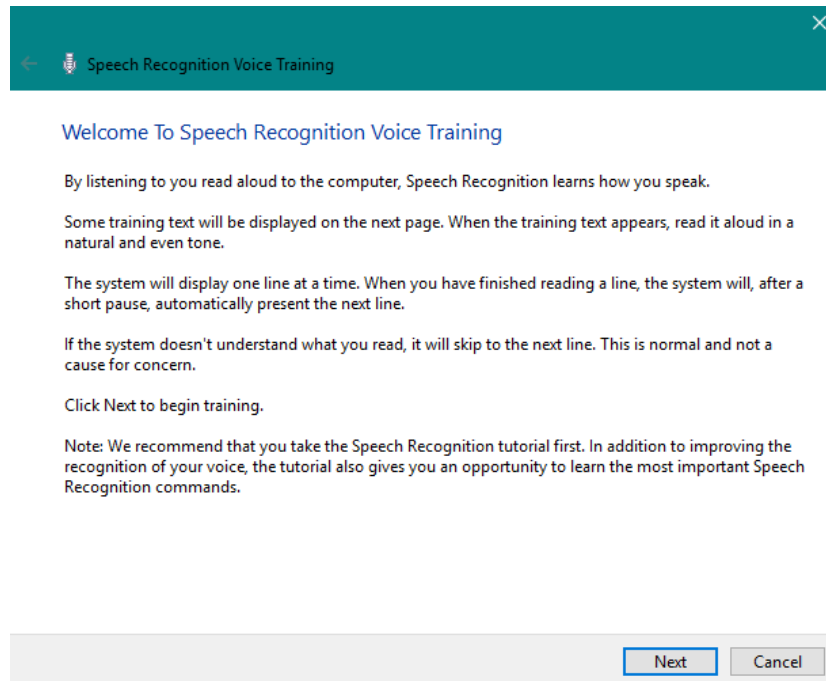 Speech Recognition Voice Training
Welcome To Speech Recognition Voice Training
By listening to you read aloud to the computer, Speech Recognition learns how you speak.
Some training text will be displayed on the next page. When the training text appears, read it aloud in a
natural and even tone.
The system will display one line at a time. When you have finished reading a line, the system will, after a
short pause, automatically present the next line.
If the system doesn't understand what you read, it will skip to the next line. This is normal and not a
cause for concern.
Click Next to begin training.
Note: We recommend that you take the Speech Recognition tutorial first. In addition to improving the
recognition of your voice, the tutorial also gives you an opportunity to learn the most important Speech
Recognition commands.
Next Cancel